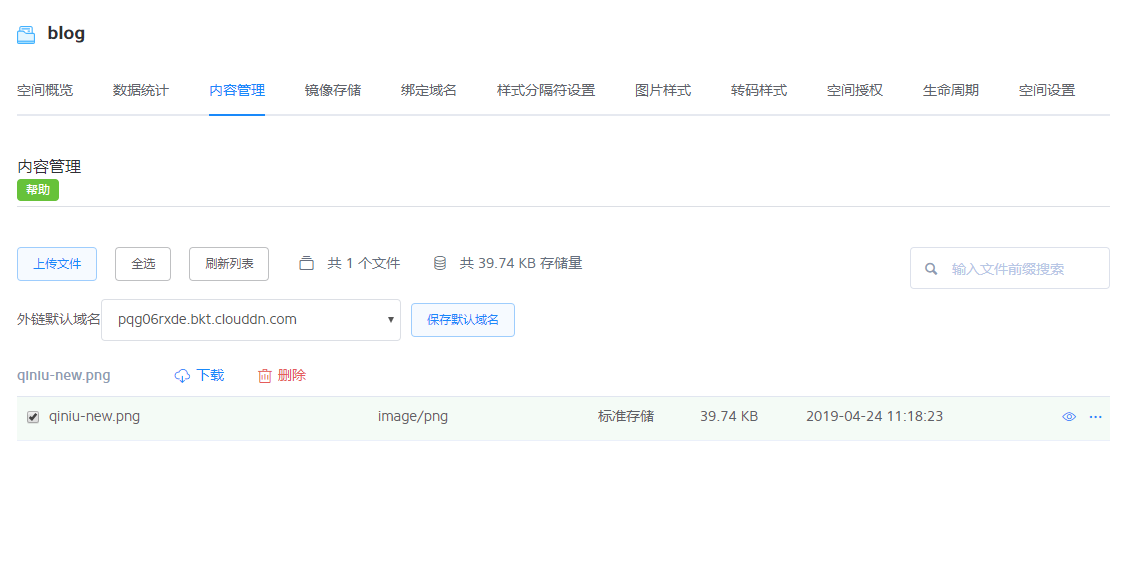 blog
空间概览 数据统计 内容管理 镜像存储 绑定域名 样式分隔符设置 图片样式 转码样式 空间授权 生命周期 空间设置
内容管理
帮助
上传文件 全选 刷新列表 共 1 个文件 共 39.74 KB 存储量 输入文件前缀搜索
外链默认域名 pqg06rxde.bkt.clouddn.com 保存默认域名
qiniu-new.png 下载 删除
qiniu-new.png image/png 标准存储 39.74 KB 2019-04-24 11:18:23